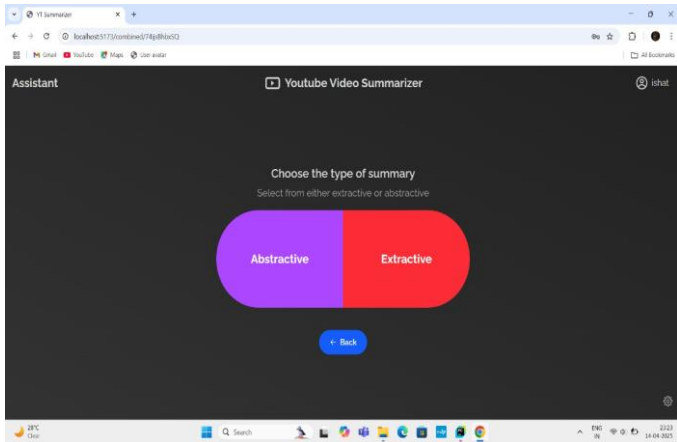 YT Summarizer
localhost:5173/combined/
Gmail YouTube Maps User avatar All Bookmarks
Assistant Youtube Video Summarizer ishat
Choose the type of summary
Select from either extractive or abstractive
Abstractive Extractive
← Back
28°C
Clear
Search
ENG
IN
23:23
14-04-2025